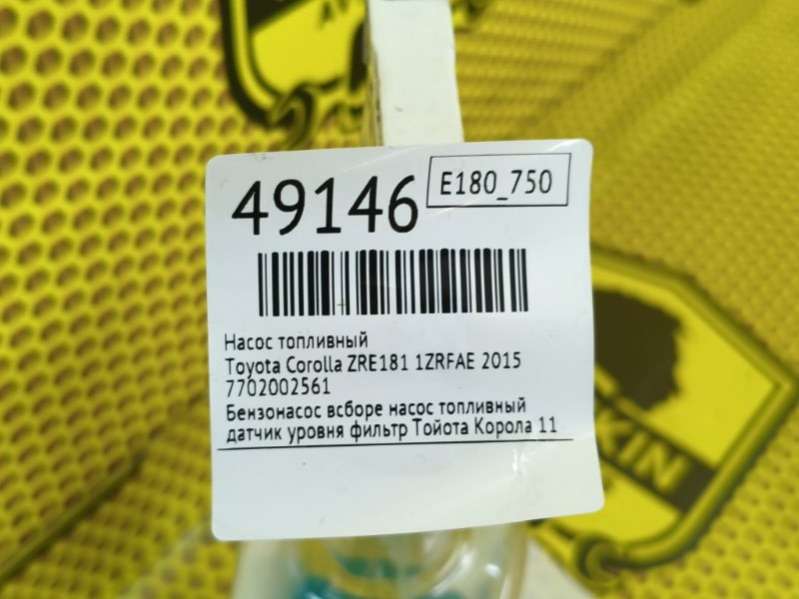 49146
E180_750
Насос топливный
Toyota Corolla ZRE181 1ZRFAE 2015
7702002561
Бензонасос всборе насос топливный
датчик уровня фильтр Тойота Корола 11